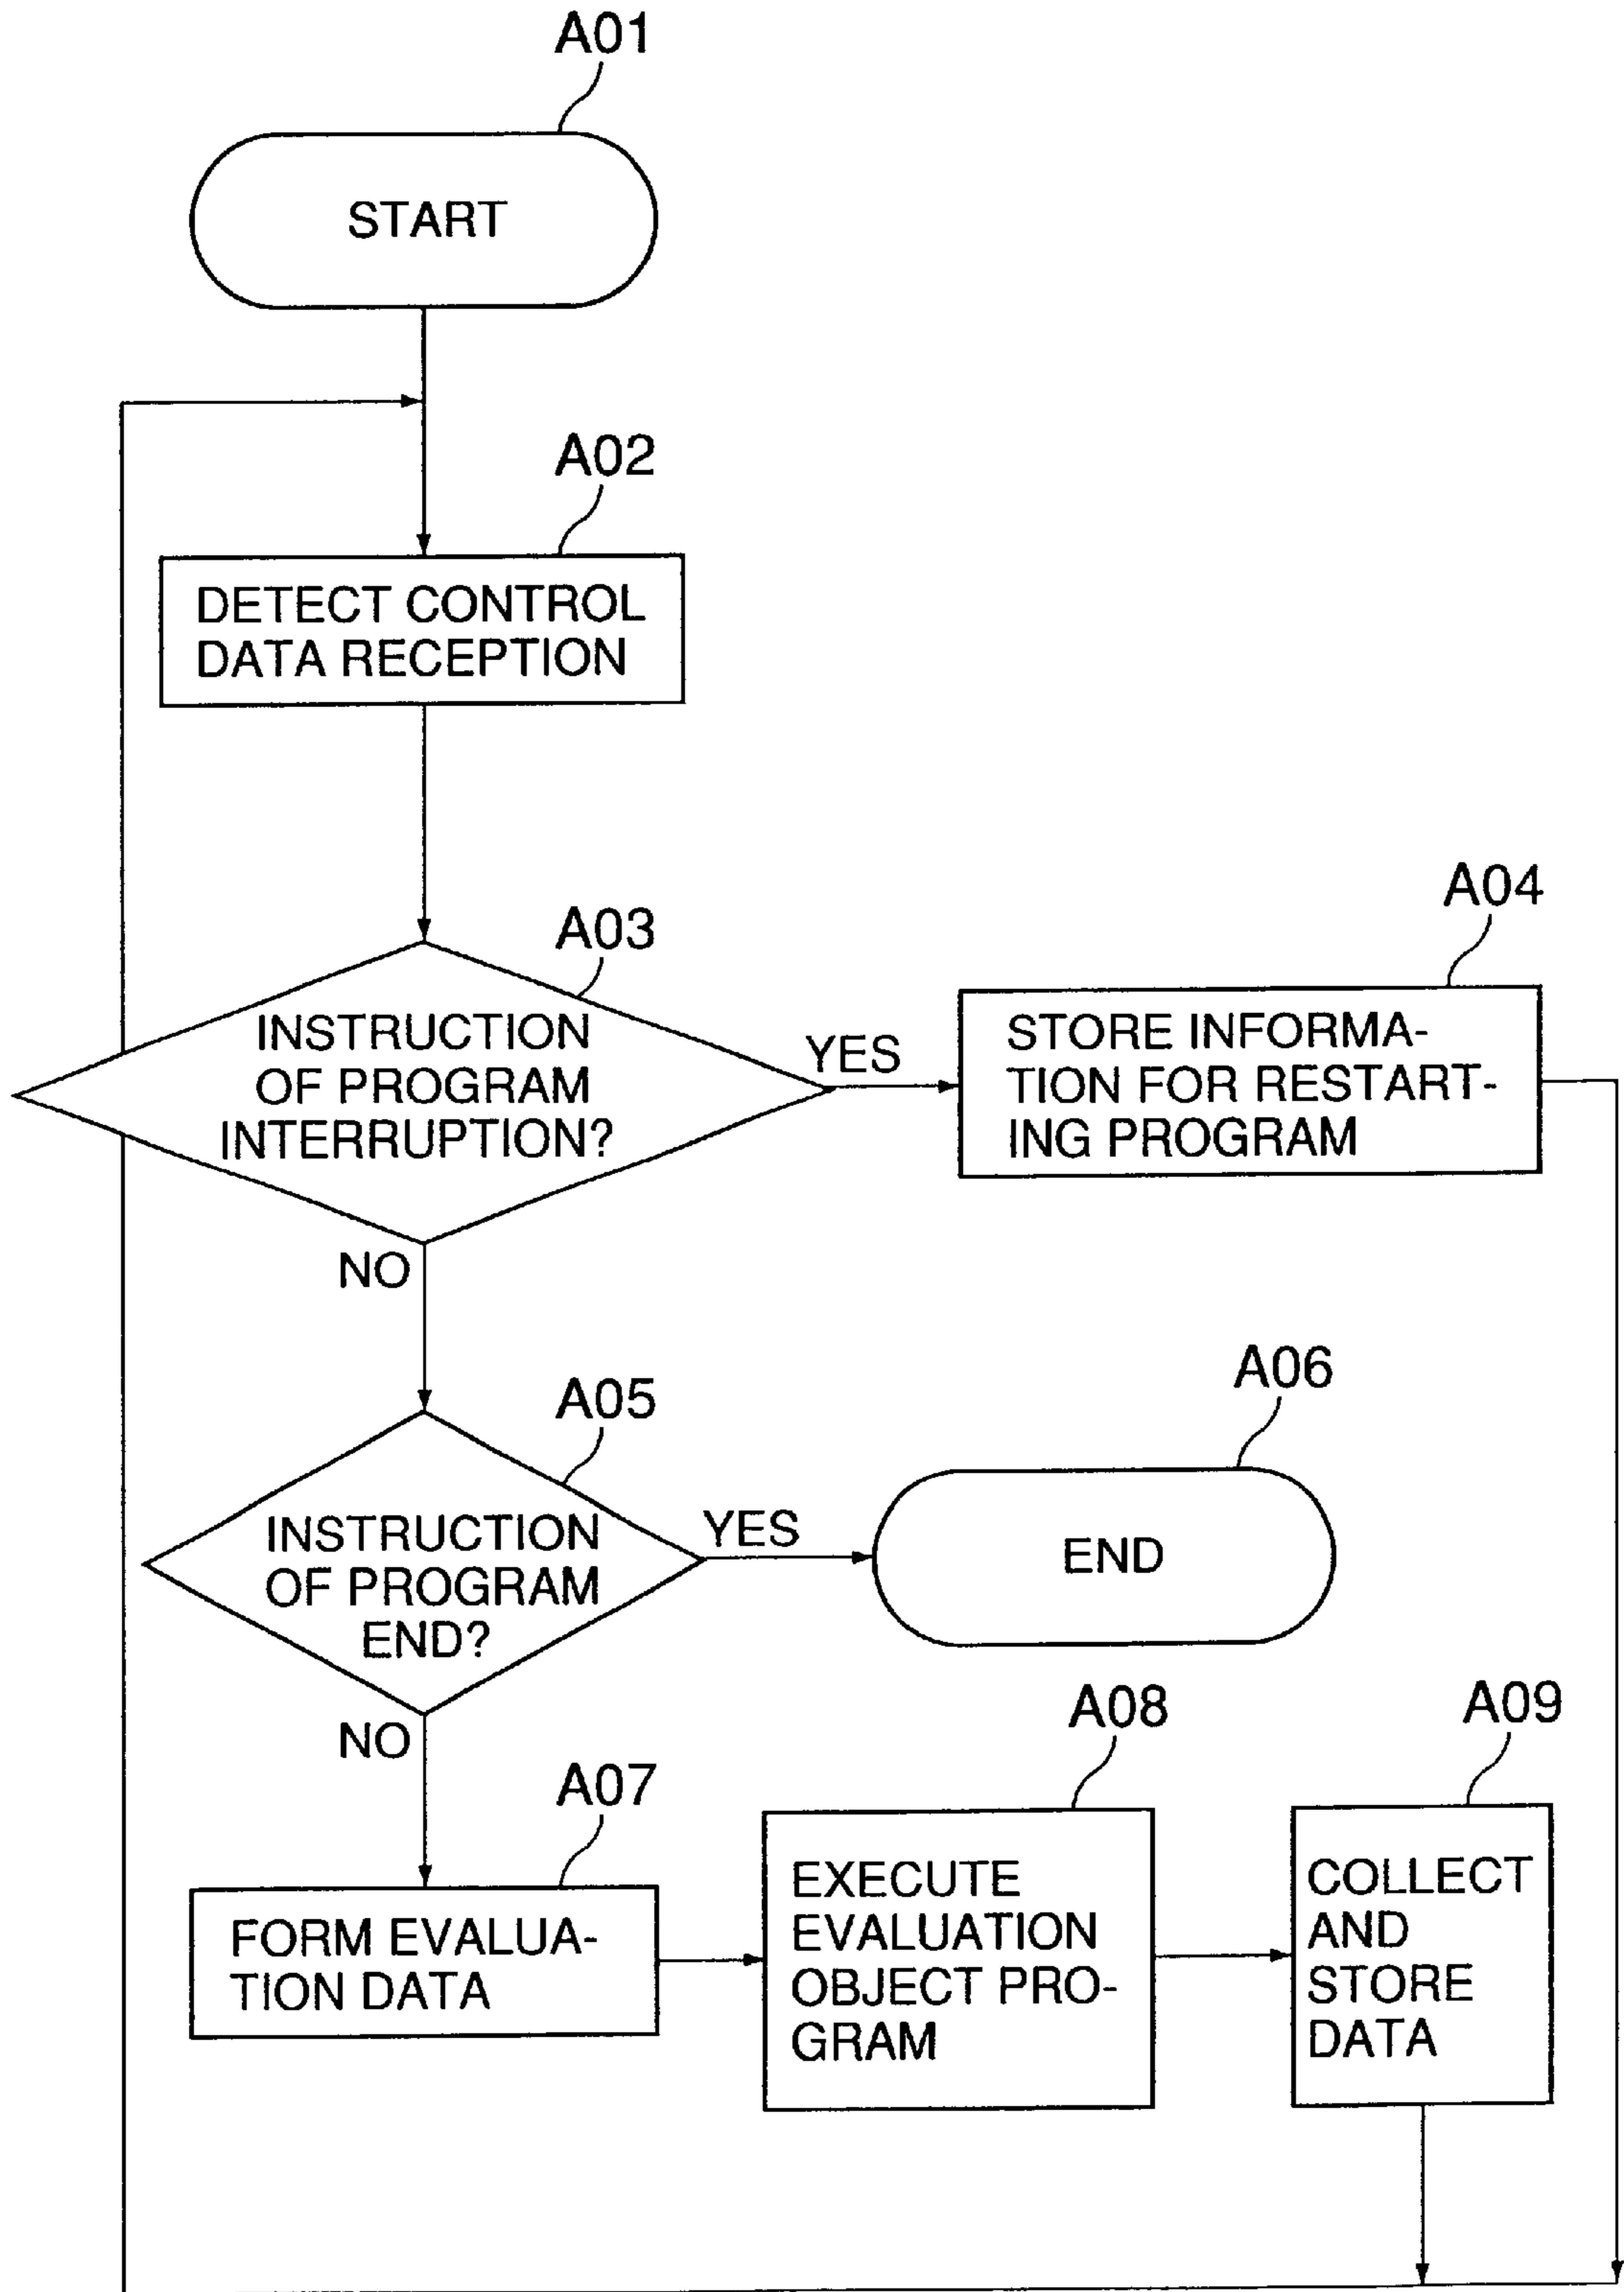 A01
START
A02
DETECT CONTROL
DATA RECEPTION
A03
INSTRUCTION
OF PROGRAM
INTERRUPTION?
YES
A04
STORE INFORMA-
TION FOR RESTART-
ING PROGRAM
NO
A05
INSTRUCTION
OF PROGRAM
END?
YES
A06
END
NO
A07
FORM EVALUA-
TION DATA
A08
EXECUTE
EVALUATION
OBJECT PRO-
GRAM
A09
COLLECT
AND
STORE
DATA